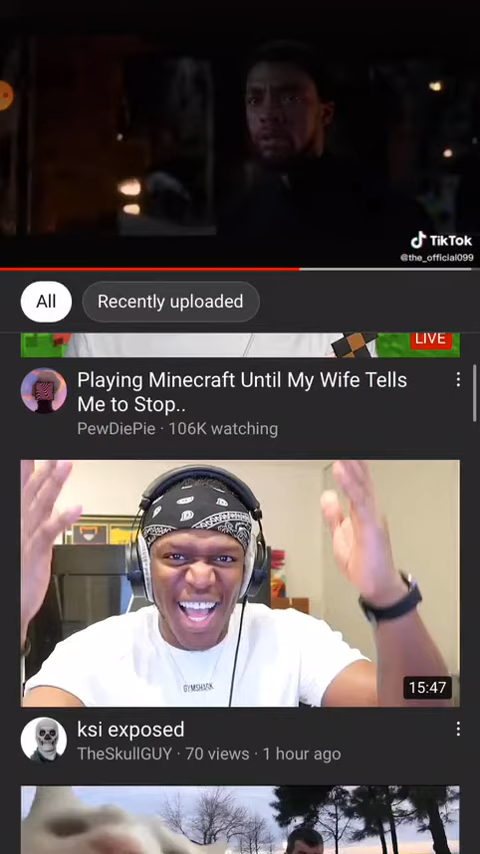 TikTok
@the_official099
All
Recently uploaded
LIVE
Playing Minecraft Until My Wife Tells
Me to Stop..
PewDiePie · 106K watching
GYMSHARK
15:47
ksi exposed
TheSkullGUY · 70 views · 1 hour ago